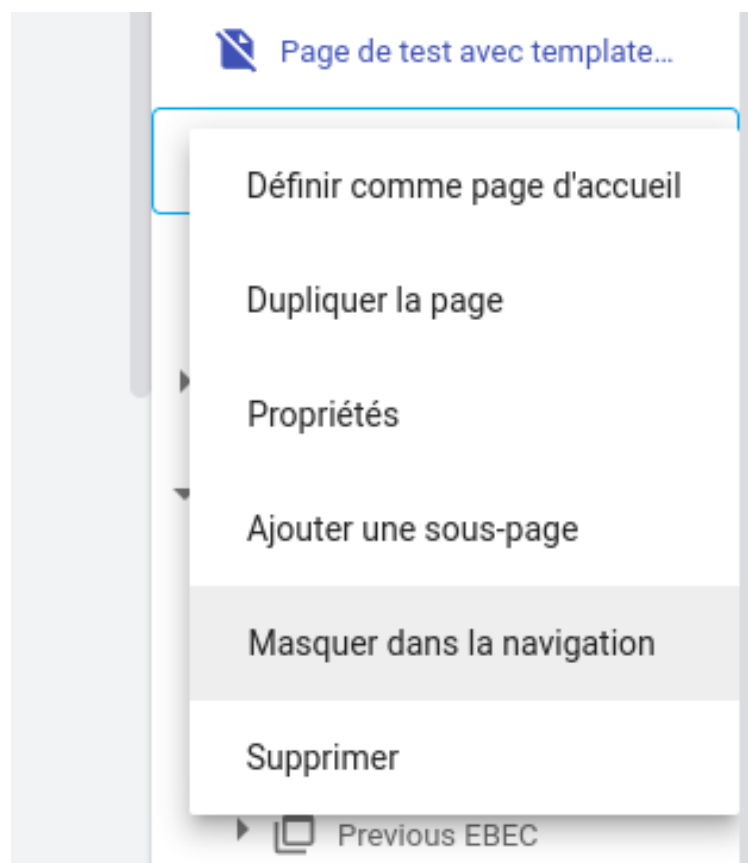 Page de test avec template…
Définir comme page d'accueil
Dupliquer la page
Propriétés
Ajouter une sous-page
Masquer dans la navigation
Supprimer
Previous EBEC